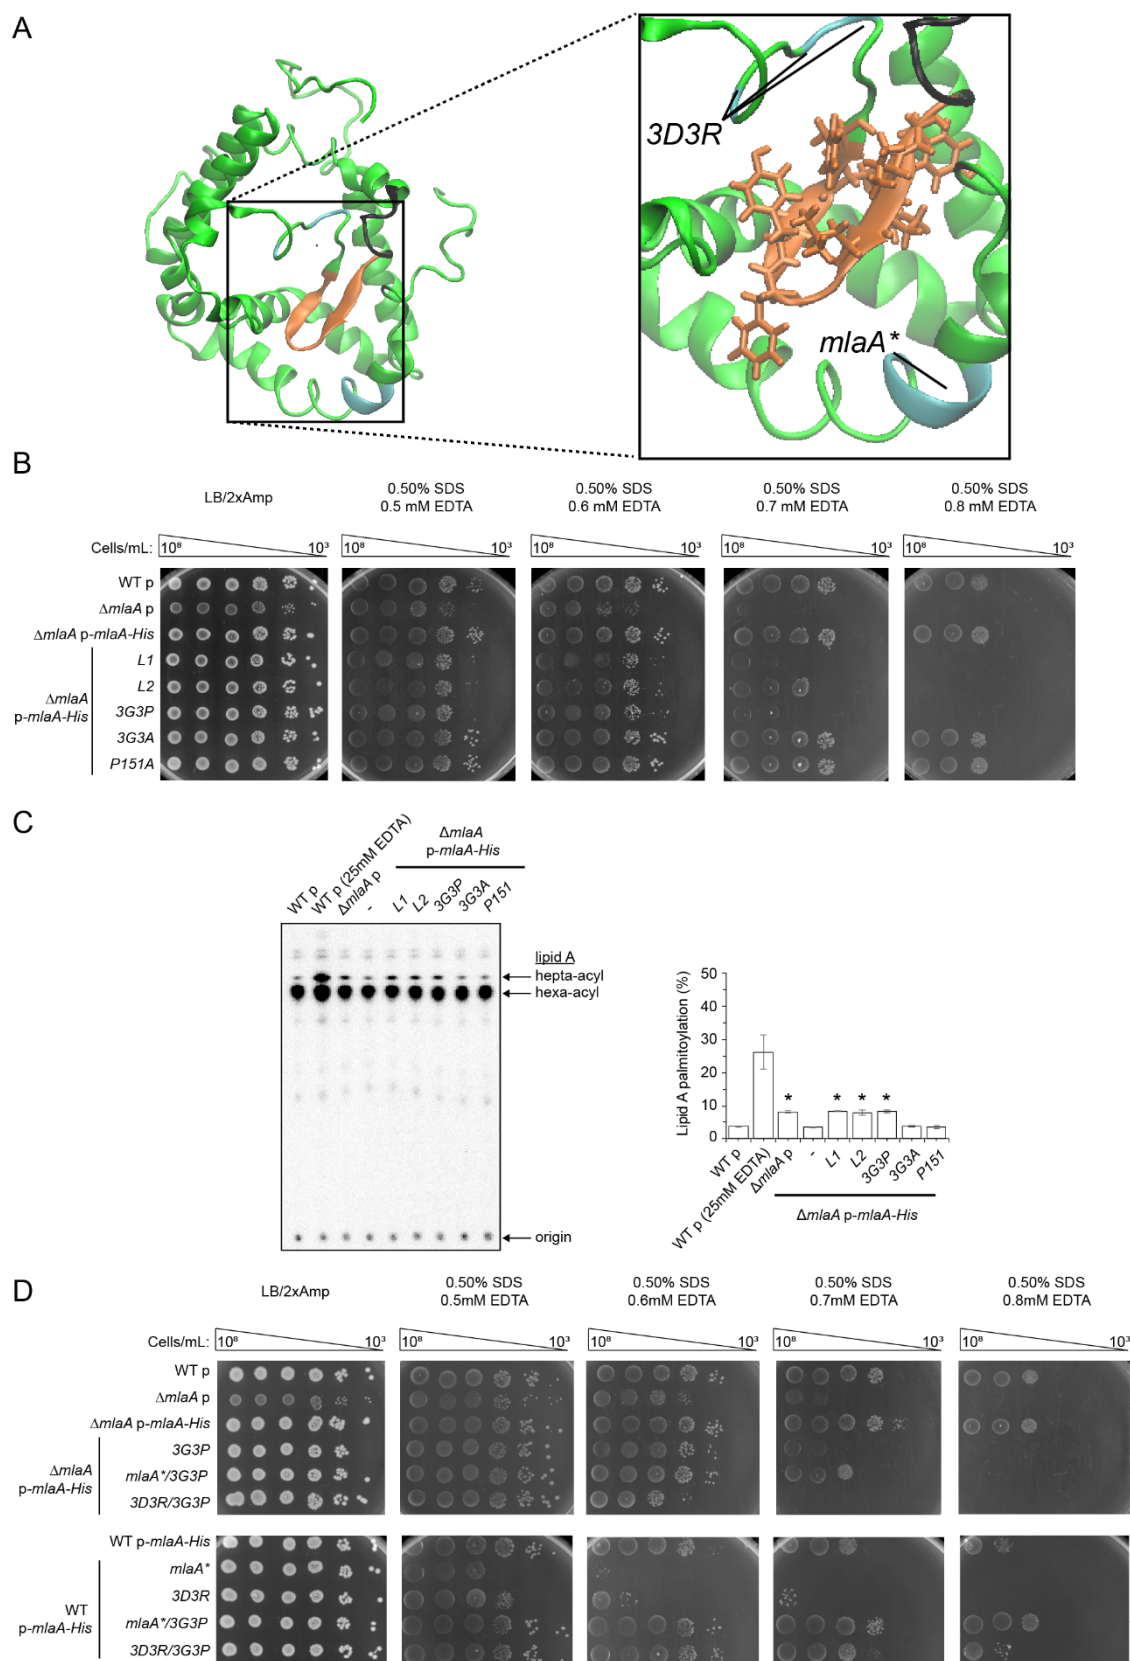 A
3D3R
mlaA*
B
LB/2xAmp
0.50% SDS
0.5 mM EDTA
0.50% SDS
0.6 mM EDTA
0.50% SDS
0.7 mM EDTA
0.50% SDS
0.8 mM EDTA
Cells/mL: 10⁸ 10³ 10⁸ 10³ 10⁸ 10³ 10⁸ 10³ 10⁸ 10³
WT p
ΔmlaA p
ΔmlaA p-mlaA-His
ΔmlaA
p-mlaA-His
L1
L2
3G3P
3G3A
P151A
C
ΔmlaA
p-mlaA-His
WT p
WT p (25mM EDTA)
ΔmlaA p
-
L1
L2
3G3P
3G3A
P151
lipid A
hepta-acyl
hexa-acyl
origin
Lipid A palmitoylation (%)
50
40
30
20
10
0
* * * *
WT p
WT p (25mM EDTA)
ΔmlaA p
-
L1
L2
3G3P
3G3A
P151
ΔmlaA p-mlaA-His
D
LB/2xAmp
0.50% SDS
0.5mM EDTA
0.50% SDS
0.6mM EDTA
0.50% SDS
0.7mM EDTA
0.50% SDS
0.8mM EDTA
Cells/mL: 10⁸ 10³ 10⁸ 10³ 10⁸ 10³ 10⁸ 10³ 10⁸ 10³
WT p
ΔmlaA p
ΔmlaA p-mlaA-His
ΔmlaA
p-mlaA-His
3G3P
mlaA*/3G3P
3D3R/3G3P
WT p-mlaA-His
WT
p-mlaA-His
mlaA*
3D3R
mlaA*/3G3P
3D3R/3G3P